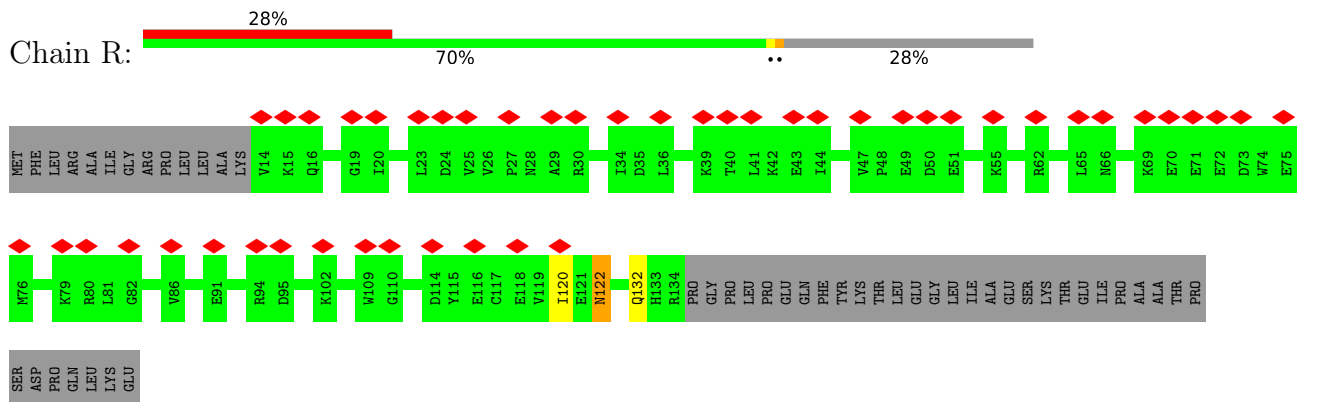 28%
Chain R:
70%
••
28%
MET PHE LEU ARG ALA ILE GLY ARG PRO LEU LEU ALA LYS V14 K15 Q16 G19 I20 L23 D24 V25 V26 P27 N28 A29 R30 I34 D35 L36 K39 T40 L41 K42 E43 I44 V47 P48 E49 D50 E51 K55 R62 L65 N66 K69 E70 E71 E72 D73 W74 E75
M76 K79 R80 L81 G82 V86 E91 R94 D95 K102 W109 G110 D114 Y115 E116 C117 E118 V119 I120 E121 N122 Q132 H133 R134 PRO GLY PRO LEU PRO GLU GLN PHE TYR LYS THR LEU GLU GLY LEU ILE ALA GLU SER LYS THR GLU ILE PRO ALA ALA THR PRO
SER ASP PRO GLN LEU LYS GLU